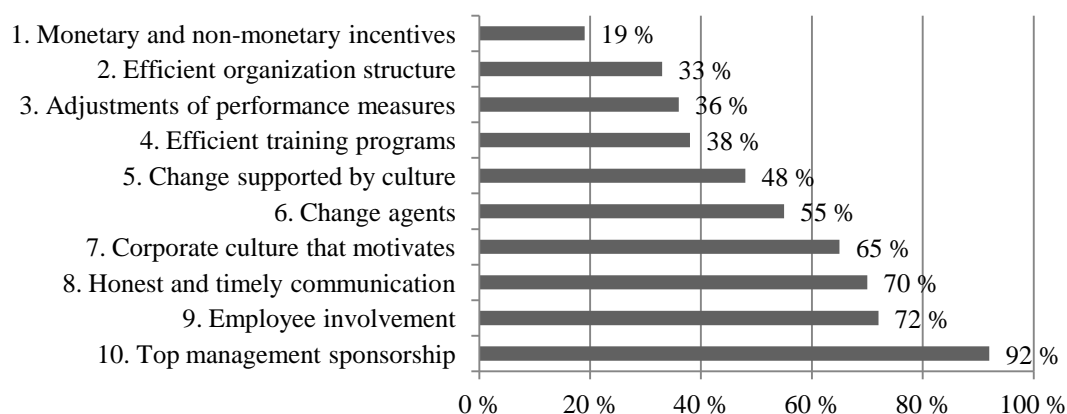 1. Monetary and non-monetary incentives 19 %
2. Efficient organization structure 33 %
3. Adjustments of performance measures 36 %
4. Efficient training programs 38 %
5. Change supported by culture 48 %
6. Change agents 55 %
7. Corporate culture that motivates 65 %
8. Honest and timely communication 70 %
9. Employee involvement 72 %
10. Top management sponsorship 92 %
0 % 20 % 40 % 60 % 80 % 100 %